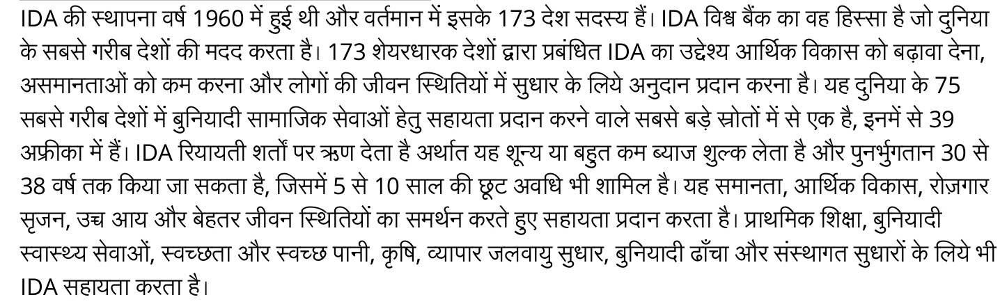 IDA की स्थापना वर्ष 1960 में हुई थी और वर्तमान में इसके 173 देश सदस्य हैं। IDA विश्व बैंक का वह हिस्सा है जो दुनिया
के सबसे गरीब देशों की मदद करता है। 173 शेयरधारक देशों द्वारा प्रबंधित IDA का उद्देश्य आर्थिक विकास को बढ़ावा देना,
असमानताओं को कम करना और लोगों की जीवन स्थितियों में सुधार के लिये अनुदान प्रदान करना है। यह दुनिया के 75
सबसे गरीब देशों में बुनियादी सामाजिक सेवाओं हेतु सहायता प्रदान करने वाले सबसे बड़े स्रोतों में से एक है, इनमें से 39
अफ्रीका में हैं। IDA रियायती शर्तों पर ऋण देता है अर्थात यह शून्य या बहुत कम ब्याज शुल्क लेता है और पुनर्भुगतान 30 से
38 वर्ष तक किया जा सकता है, जिसमें 5 से 10 साल की छूट अवधि भी शामिल है। यह समानता, आर्थिक विकास, रोज़गार
सृजन, उच्च आय और बेहतर जीवन स्थितियों का समर्थन करते हुए सहायता प्रदान करता है। प्राथमिक शिक्षा, बुनियादी
स्वास्थ्य सेवाओं, स्वच्छता और स्वच्छ पानी, कृषि, व्यापार जलवायु सुधार, बुनियादी ढाँचा और संस्थागत सुधारों के लिये भी
IDA सहायता करता है।